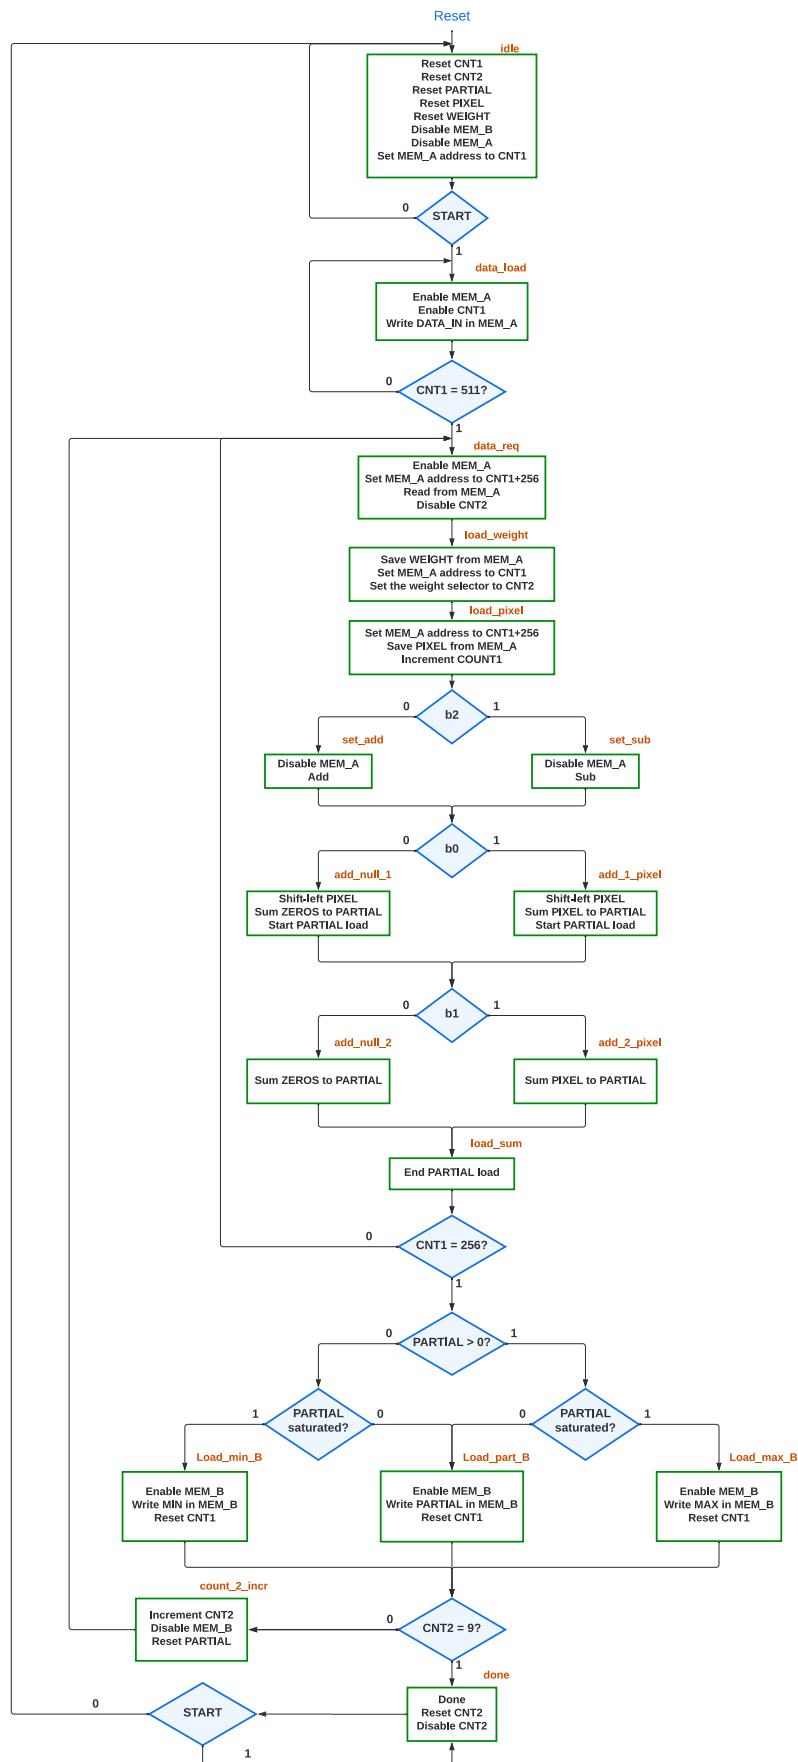 Reset
idle
Reset CNT1
Reset CNT2
Reset PARTIAL
Reset PIXEL
Reset WEIGHT
Disable MEM_B
Disable MEM_A
Set MEM_A address to CNT1
0
START
1
data_load
Enable MEM_A
Enable CNT1
Write DATA_IN in MEM_A
0
CNT1 = 511?
1
data_req
Enable MEM_A
Set MEM_A address to CNT1+256
Read from MEM_A
Disable CNT2
load_weight
Save WEIGHT from MEM_A
Set MEM_A address to CNT1
Set the weight selector to CNT2
load_pixel
Set MEM_A address to CNT1+256
Save PIXEL from MEM_A
Increment COUNT1
0
b2
1
set_add
set_sub
Disable MEM_A
Add
Disable MEM_A
Sub
0
b0
1
add_null_1
add_1_pixel
Shift-left PIXEL
Sum ZEROS to PARTIAL
Start PARTIAL load
Shift-left PIXEL
Sum PIXEL to PARTIAL
Start PARTIAL load
0
b1
1
add_null_2
add_2_pixel
Sum ZEROS to PARTIAL
Sum PIXEL to PARTIAL
load_sum
End PARTIAL load
0
CNT1 = 256?
1
0
PARTIAL > 0?
1
1
PARTIAL
saturated?
0
0
PARTIAL
saturated?
1
Load_min_B
Load_part_B
Load_max_B
Enable MEM_B
Write MIN in MEM_B
Reset CNT1
Enable MEM_B
Write PARTIAL in MEM_B
Reset CNT1
Enable MEM_B
Write MAX in MEM_B
Reset CNT1
count_2_incr
Increment CNT2
Disable MEM_B
Reset PARTIAL
0
CNT2 = 9?
1
done
0
START
Done
Reset CNT2
Disable CNT2
1